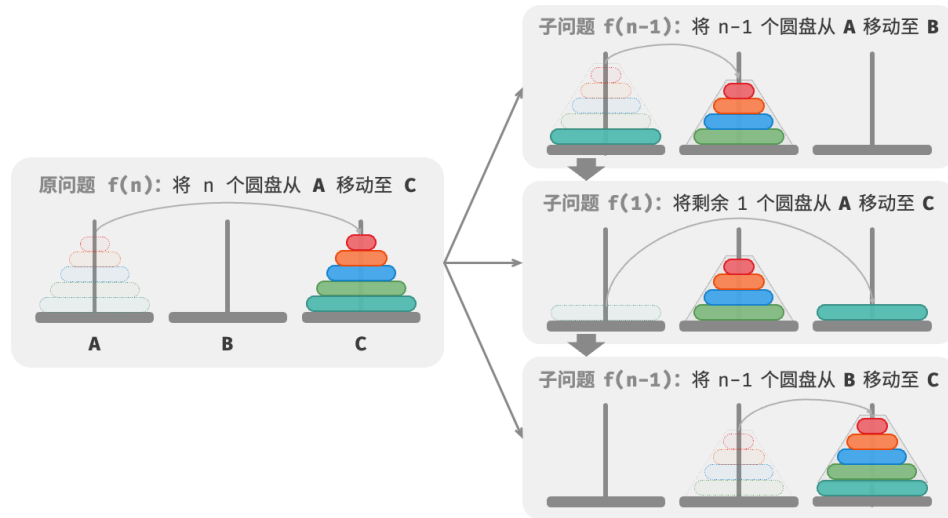 原问题 f(n)：将 n 个圆盘从 A 移动至 C
A B C
子问题 f(n-1)：将 n-1 个圆盘从 A 移动至 B
子问题 f(1)：将剩余 1 个圆盘从 A 移动至 C
子问题 f(n-1)：将 n-1 个圆盘从 B 移动至 C